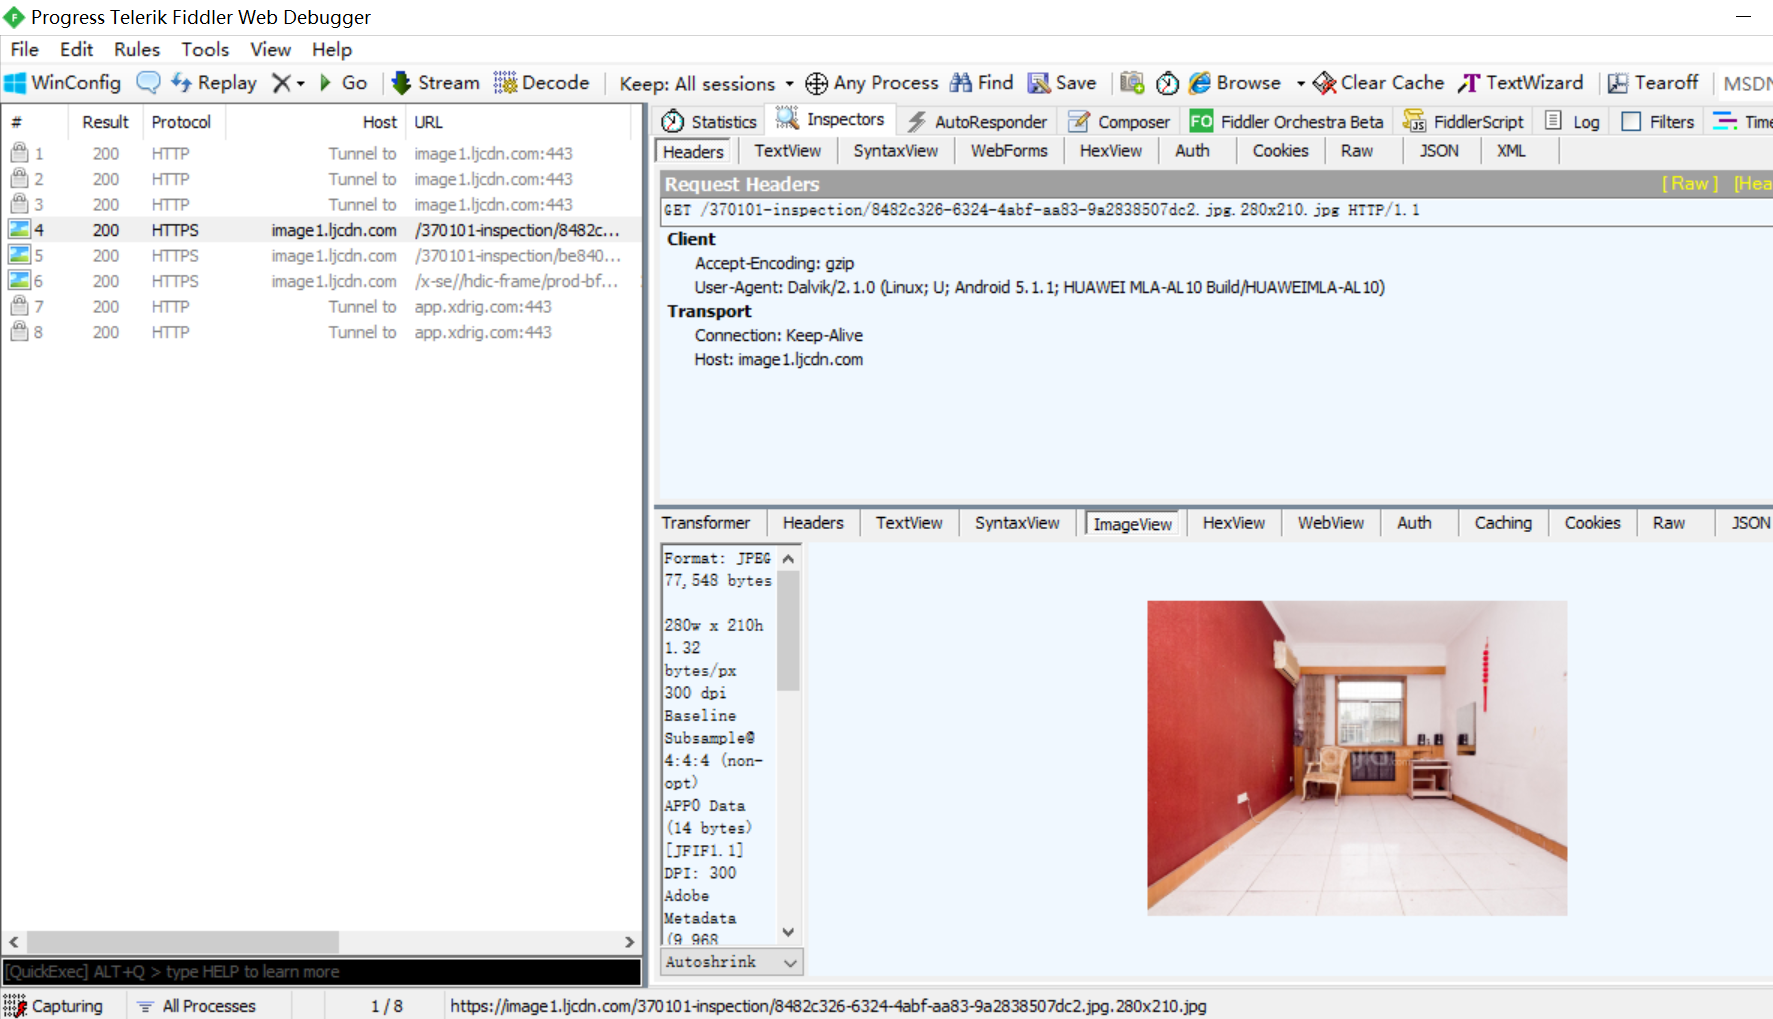 Progress Telerik Fiddler Web Debugger
File Edit Rules Tools View Help
WinConfig Replay Go Stream Decode Keep: All sessions Any Process Find Save Browse Clear Cache TextWizard Tearoff MSDN
# Result Protocol Host URL
1 200 HTTP Tunnel to image1.ljcdn.com:443
2 200 HTTP Tunnel to image1.ljcdn.com:443
3 200 HTTP Tunnel to image1.ljcdn.com:443
4 200 HTTPS image1.ljcdn.com /370101-inspection/8482c...
5 200 HTTPS image1.ljcdn.com /370101-inspection/be840...
6 200 HTTPS image1.ljcdn.com /x-se//hdic-frame/prod-bf...
7 200 HTTP Tunnel to app.xdrig.com:443
8 200 HTTP Tunnel to app.xdrig.com:443
[QuickExec] ALT+Q > type HELP to learn more
Statistics Inspectors AutoResponder Composer FO Fiddler Orchestra Beta FiddlerScript Log Filters Time
Headers TextView SyntaxView WebForms HexView Auth Cookies Raw JSON XML
Request Headers [ Raw ] [Hea
GET /370101-inspection/8482c326-6324-4abf-aa83-9a2838507dc2.jpg.280x210.jpg HTTP/1.1
Client
Accept-Encoding: gzip
User-Agent: Dalvik/2.1.0 (Linux; U; Android 5.1.1; HUAWEI MLA-AL10 Build/HUAWEIMLA-AL10)
Transport
Connection: Keep-Alive
Host: image1.ljcdn.com
Transformer Headers TextView SyntaxView ImageView HexView WebView Auth Caching Cookies Raw JSON
Format: JPEG
77,548 bytes
280w x 210h
1.32
bytes/px
300 dpi
Baseline
Subsample@
4:4:4 (non-
opt)
APP0 Data
(14 bytes)
[JFIF1.1]
DPI: 300
Adobe
Metadata
(9,968
Autoshrink
Capturing All Processes 1 / 8 https://image1.ljcdn.com/370101-inspection/8482c326-6324-4abf-aa83-9a2838507dc2.jpg.280x210.jpg